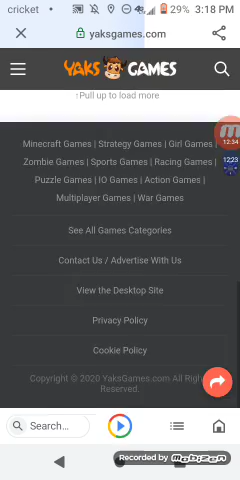 cricket • 29% 3:18 PM
yaksgames.com
YAKS GAMES
↑Pull up to load more
Minecraft Games | Strategy Games | Girl Games |
Zombie Games | Sports Games | Racing Games |
Puzzle Games | IO Games | Action Games |
Multiplayer Games | War Games
12:34
12:23
See All Games Categories
Contact Us / Advertise With Us
View the Desktop Site
Privacy Policy
Cookie Policy
Copyright © 2020 YaksGames.com All Right
Reserved.
Search...
Recorded by mobizen